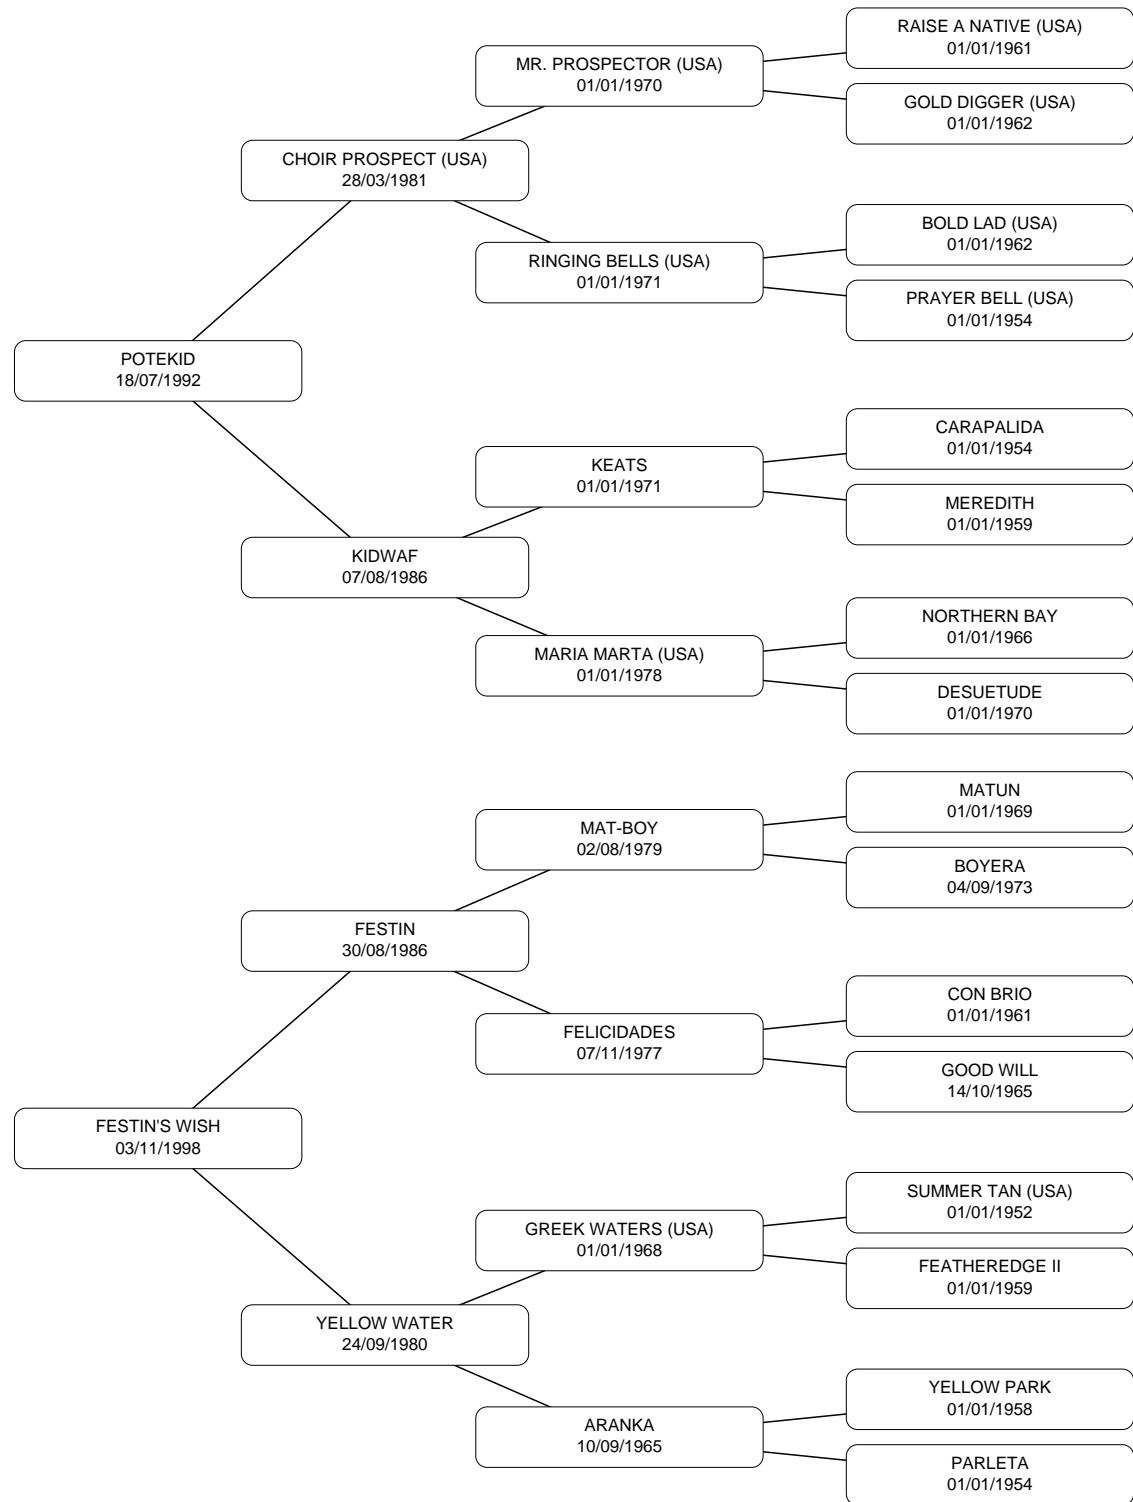 RAISE A NATIVE (USA)
01/01/1961
MR. PROSPECTOR (USA)
01/01/1970
GOLD DIGGER (USA)
01/01/1962
CHOIR PROSPECT (USA)
28/03/1981
BOLD LAD (USA)
01/01/1962
RINGING BELLS (USA)
01/01/1971
PRAYER BELL (USA)
01/01/1954
POTEKID
18/07/1992
CARAPALIDA
01/01/1954
KEATS
01/01/1971
MEREDITH
01/01/1959
KIDWAF
07/08/1986
NORTHERN BAY
01/01/1966
MARIA MARTA (USA)
01/01/1978
DESUETUDE
01/01/1970
MATUN
01/01/1969
MAT-BOY
02/08/1979
BOYERA
04/09/1973
FESTIN
30/08/1986
CON BRIO
01/01/1961
FELICIDADES
07/11/1977
GOOD WILL
14/10/1965
FESTIN'S WISH
03/11/1998
SUMMER TAN (USA)
01/01/1952
GREEK WATERS (USA)
01/01/1968
FEATHEREDGE II
01/01/1959
YELLOW WATER
24/09/1980
YELLOW PARK
01/01/1958
ARANKA
10/09/1965
PARLETA
01/01/1954